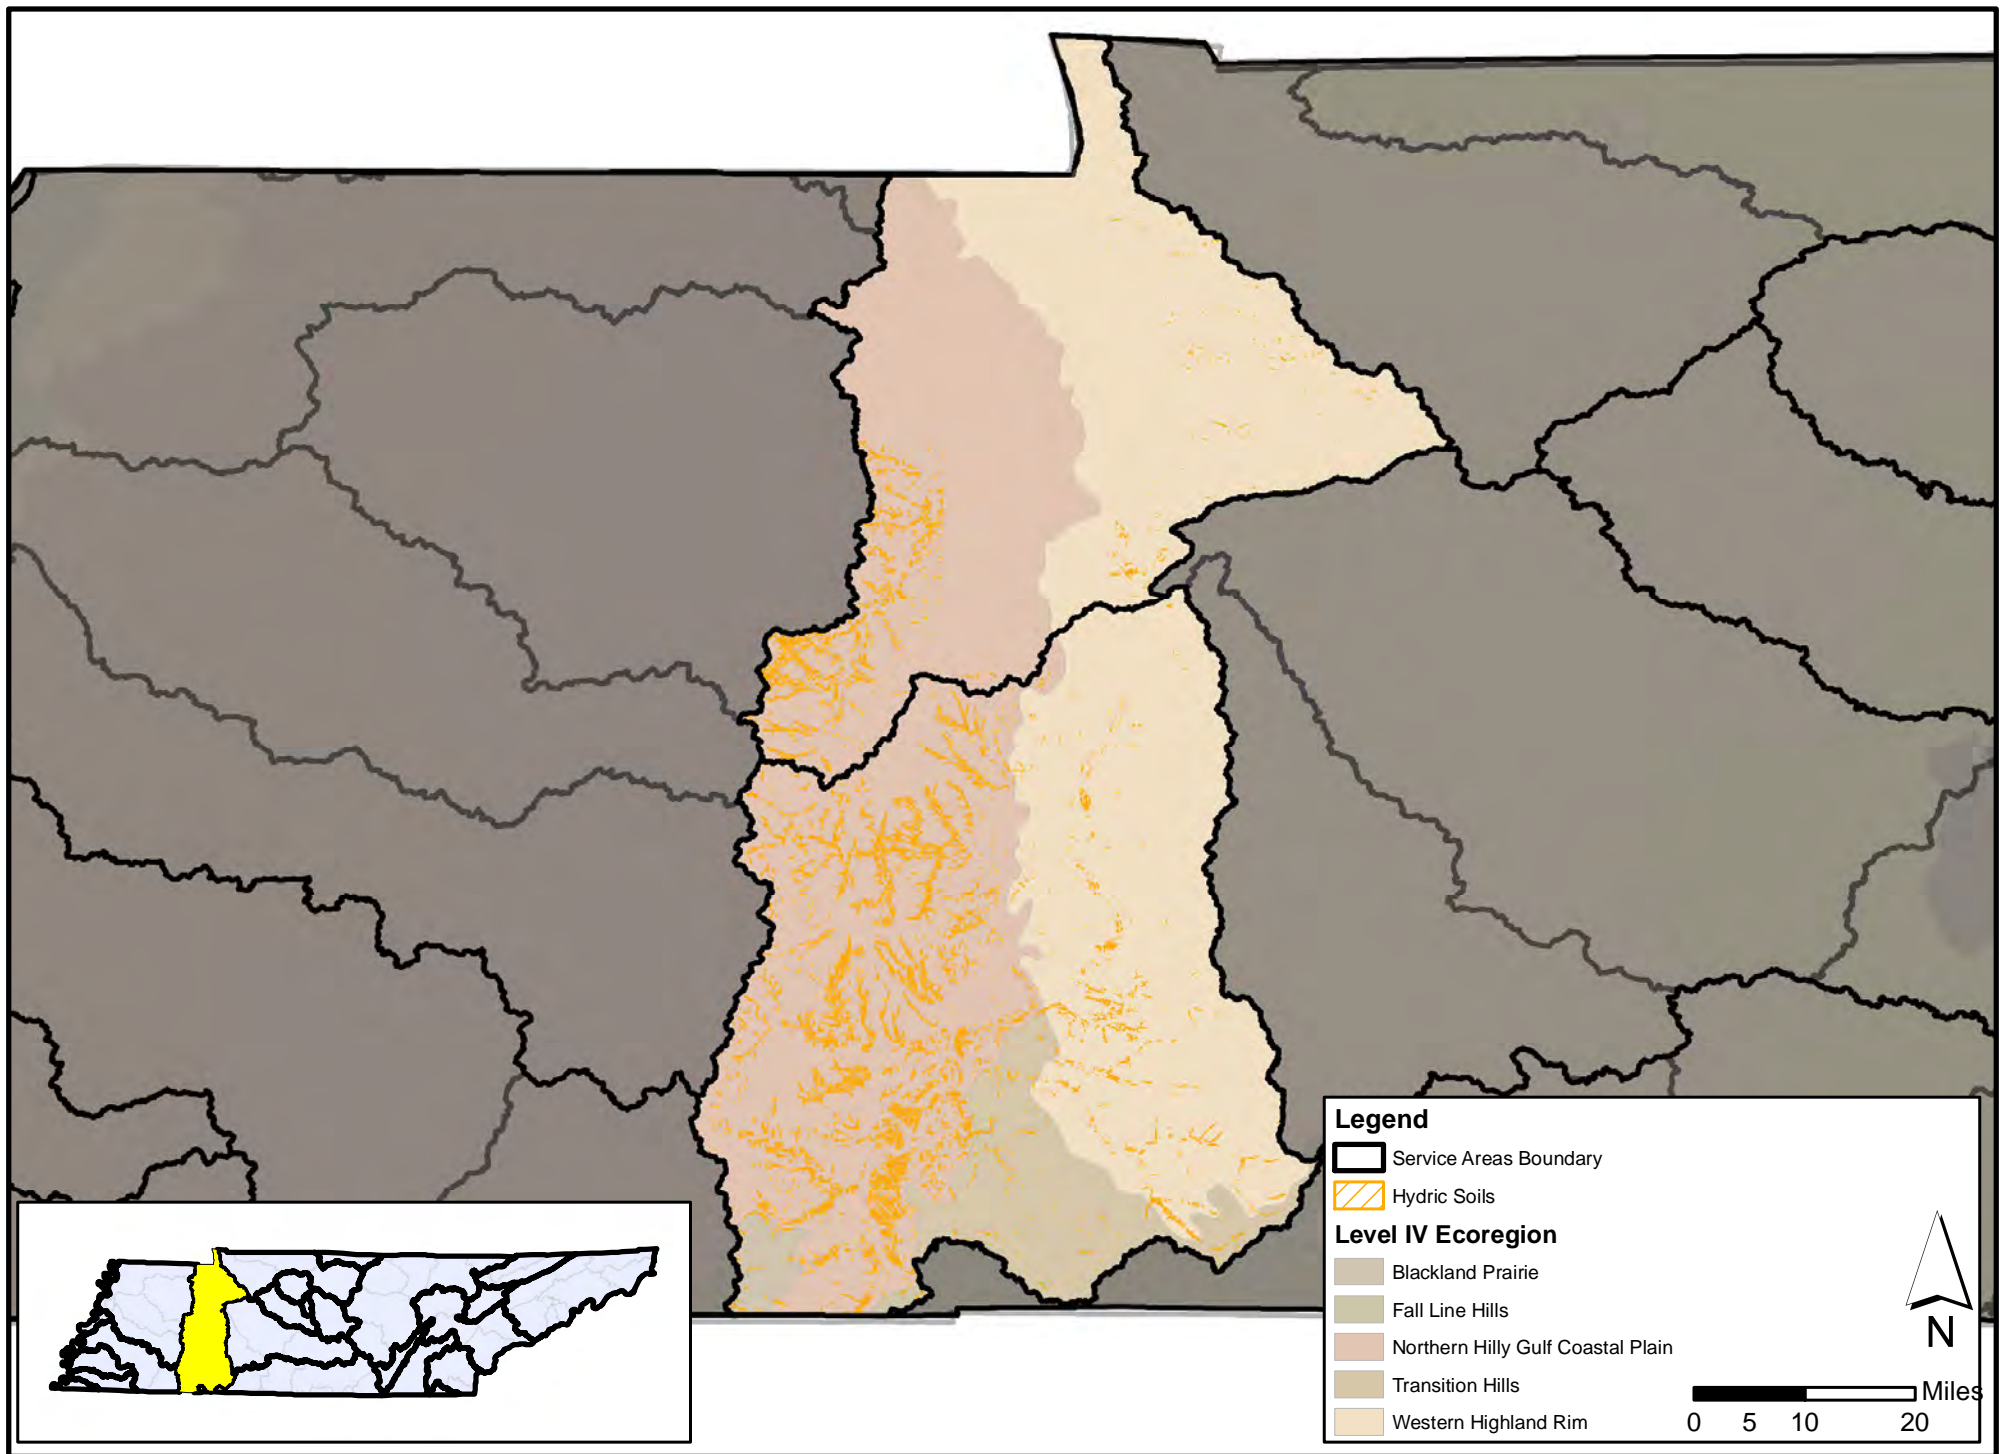 Legend
Service Areas Boundary
Hydric Soils
Level IV Ecoregion
Blackland Prairie
Fall Line Hills
Northern Hilly Gulf Coastal Plain
Transition Hills
Western Highland Rim
N
Miles
0 5 10 20